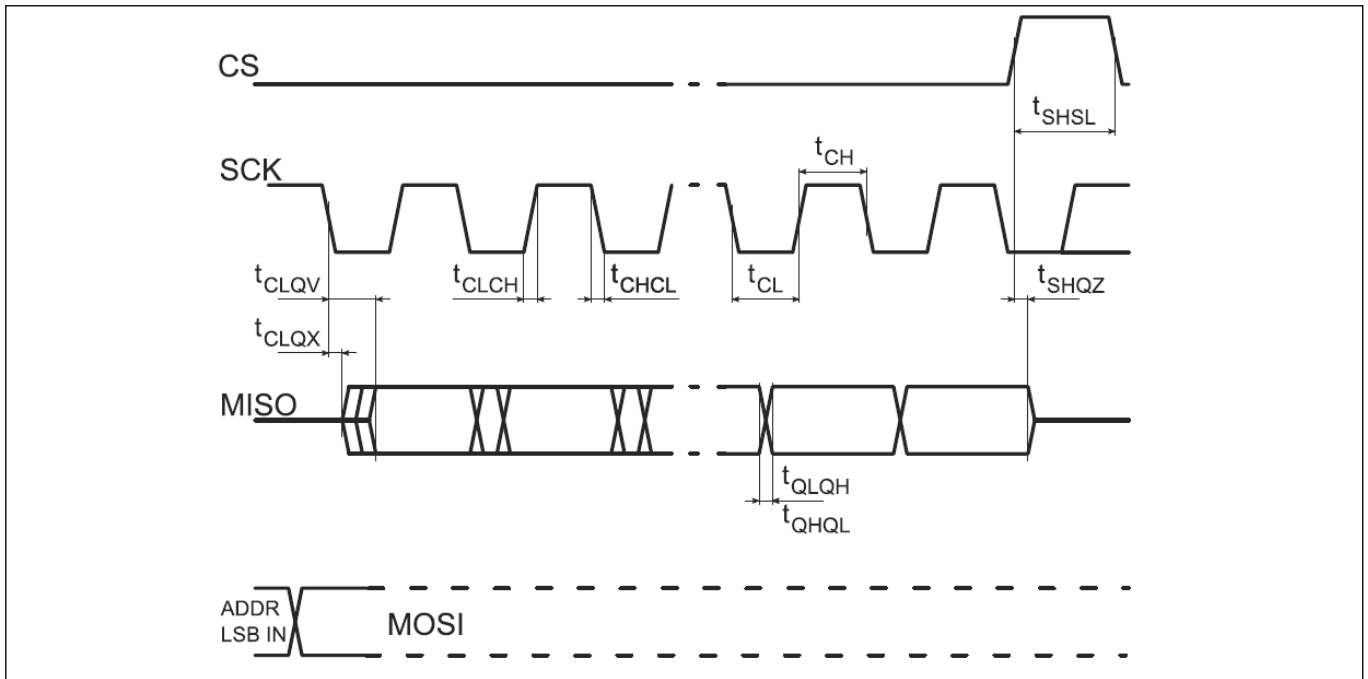 CS
tSHSL
tCH
SCK
tCLQV
tCLCH
tCHCL
tCL
tSHQZ
tCLQX
MISO
tQLQH
tQHQL
ADDR
LSB IN
MOSI